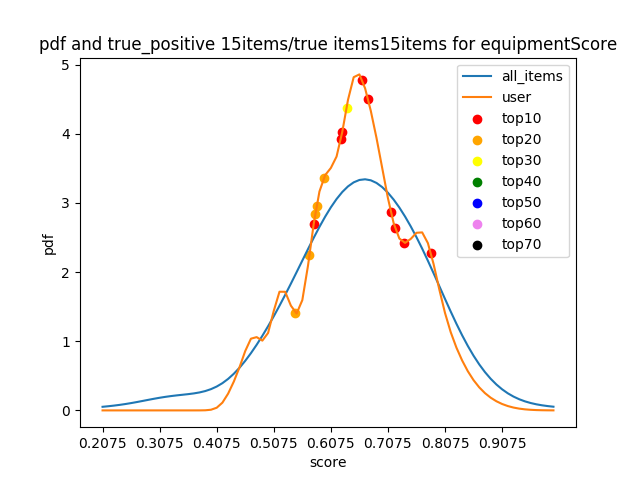 pdf and true_positive 15items/true items15items for equipmentScore
all_items
user
top10
top20
top30
top40
top50
top60
top70
pdf
5
4
3
2
1
0
0.2075 0.3075 0.4075 0.5075 0.6075 0.7075 0.8075 0.9075
score